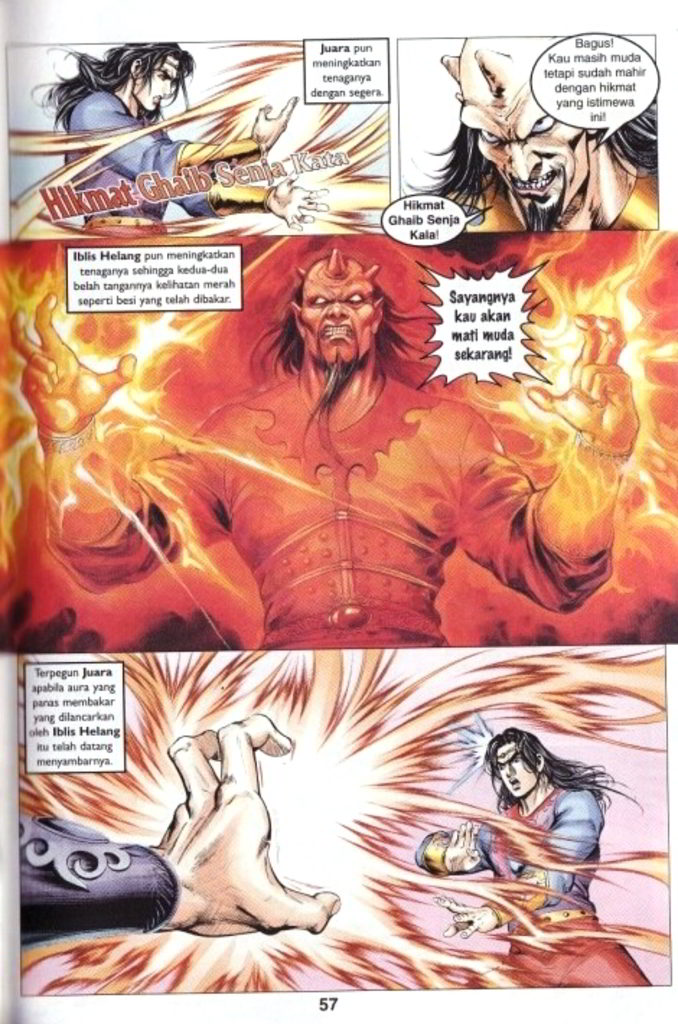 Juara pun
meningkatkan
tenaganya
dengan segera.
Hikmat Ghaib Senja Kata
Bagus!
Kau masih muda
tetapi sudah mahir
dengan hikmat
yang istimewa
ini!
Hikmat
Ghaib Senja
Kala!
Iblis Helang pun meningkatkan
tenaganya sehingga kedua-dua
belah tangannya kelihatan merah
seperti besi yang telah dibakar.
Sayangnya
kau akan
mati muda
sekarang!
Terpegun Juara
apabila aura yang
panas membakar
yang dilancarkan
oleh Iblis Helang
itu telah datang
menyambarnya.
57